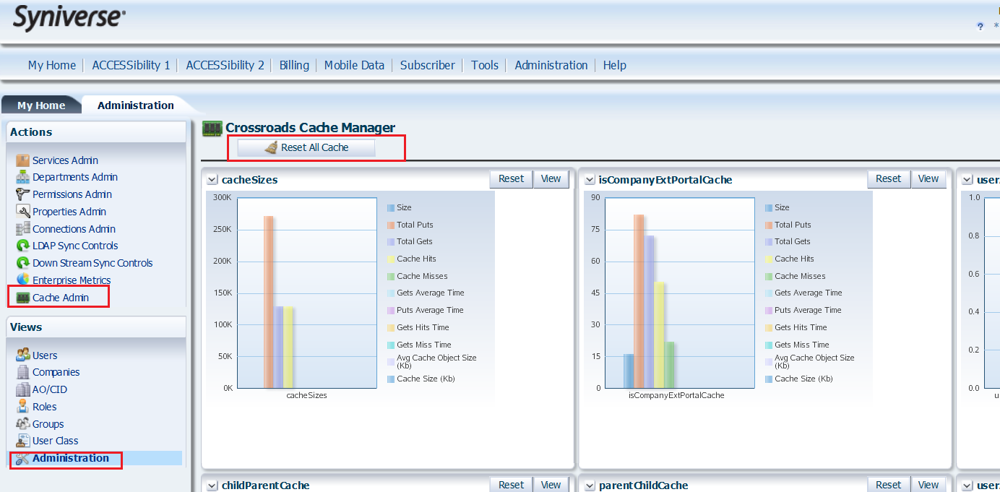 Syniverse
My Home ACCESSibility 1 ACCESSibility 2 Billing Mobile Data Subscriber Tools Administration Help
My Home Administration
Actions
Services Admin
Departments Admin
Permissions Admin
Properties Admin
Connections Admin
LDAP Sync Controls
Down Stream Sync Controls
Enterprise Metrics
Cache Admin
Views
Users
Companies
AO/CID
Roles
Groups
User Class
Administration
Crossroads Cache Manager
Reset All Cache
cacheSizes Reset View
300K
250K
200K
150K
100K
50K
0K
cacheSizes
Size
Total Puts
Total Gets
Cache Hits
Cache Misses
Gets Average Time
Puts Average Time
Gets Hits Time
Gets Miss Time
Avg Cache Object Size
(Kb)
Cache Size (Kb)
isCompanyExtPortalCache Reset View
90
75
60
45
30
15
0
isCompanyExtPortalCache
Size
Total Puts
Total Gets
Cache Hits
Cache Misses
Gets Average Time
Puts Average Time
Gets Hits Time
Gets Miss Time
Avg Cache Object Size
(Kb)
Cache Size (Kb)
user
1.0
0.8
0.6
0.4
0.2
0.0
childParentCache Reset View
parentChildCache Reset View
user